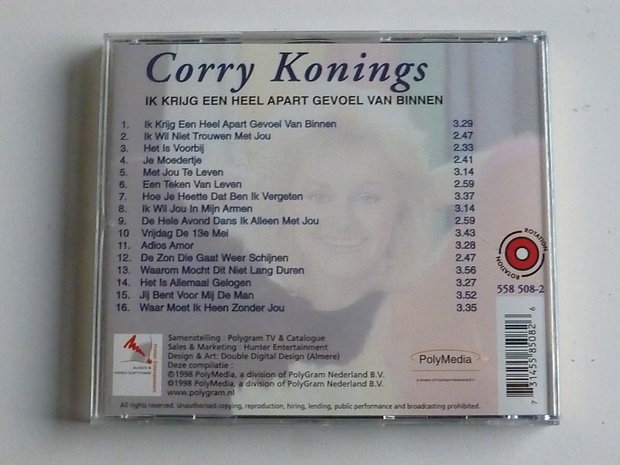 Corry Konings
IK KRIJG EEN HEEL APART GEVOEL VAN BINNEN
1. Ik Krijg Een Heel Apart Gevoel Van Binnen 3.29
2. Ik Wil Niet Trouwen Met Jou 2.47
3. Het Is Voorbij 2.33
4. Je Moedertje 2.41
5. Met Jou Te Leven 3.14
6. Een Teken Van Leven 2.59
7. Hoe Je Heette Dat Ben Ik Vergeten 3.37
8. Ik Wil Jou In Mijn Armen 3.14
9. De Hele Avond Dans Ik Alleen Met Jou 2.59
10 Vrijdag De 13e Mei 3.43
11. Adios Amor 3.28
12. De Zon Die Gaat Weer Schijnen 2.47
13. Waarom Mocht Dit Niet Lang Duren 3.56
14. Het Is Allemaal Gelogen 3.27
15. Jij Bent Voor Mij De Man 3.52
16. Waar Moet Ik Heen Zonder Jou 3.35
ROTATION
ROTATION
558 508-2
7 31455 85082 6
Hunter Entertainment
Samenstelling : Polygram TV & Catalogue
Sales & Marketing : Hunter Entertainment
Design & Art: Double Digital Design (Almere)
Deze compilatie :
©1998 PolyMedia, a division of PolyGram Nederland B.V.
℗1998 PolyMedia, a division of PolyGram Nederland B.V.
www.polygram.nl
PolyMedia
a division of PolyGram Nederland B.V.
All rights reserved. Unauthorised copying, reproduction, hiring, lending, public performance and broadcasting prohibited.